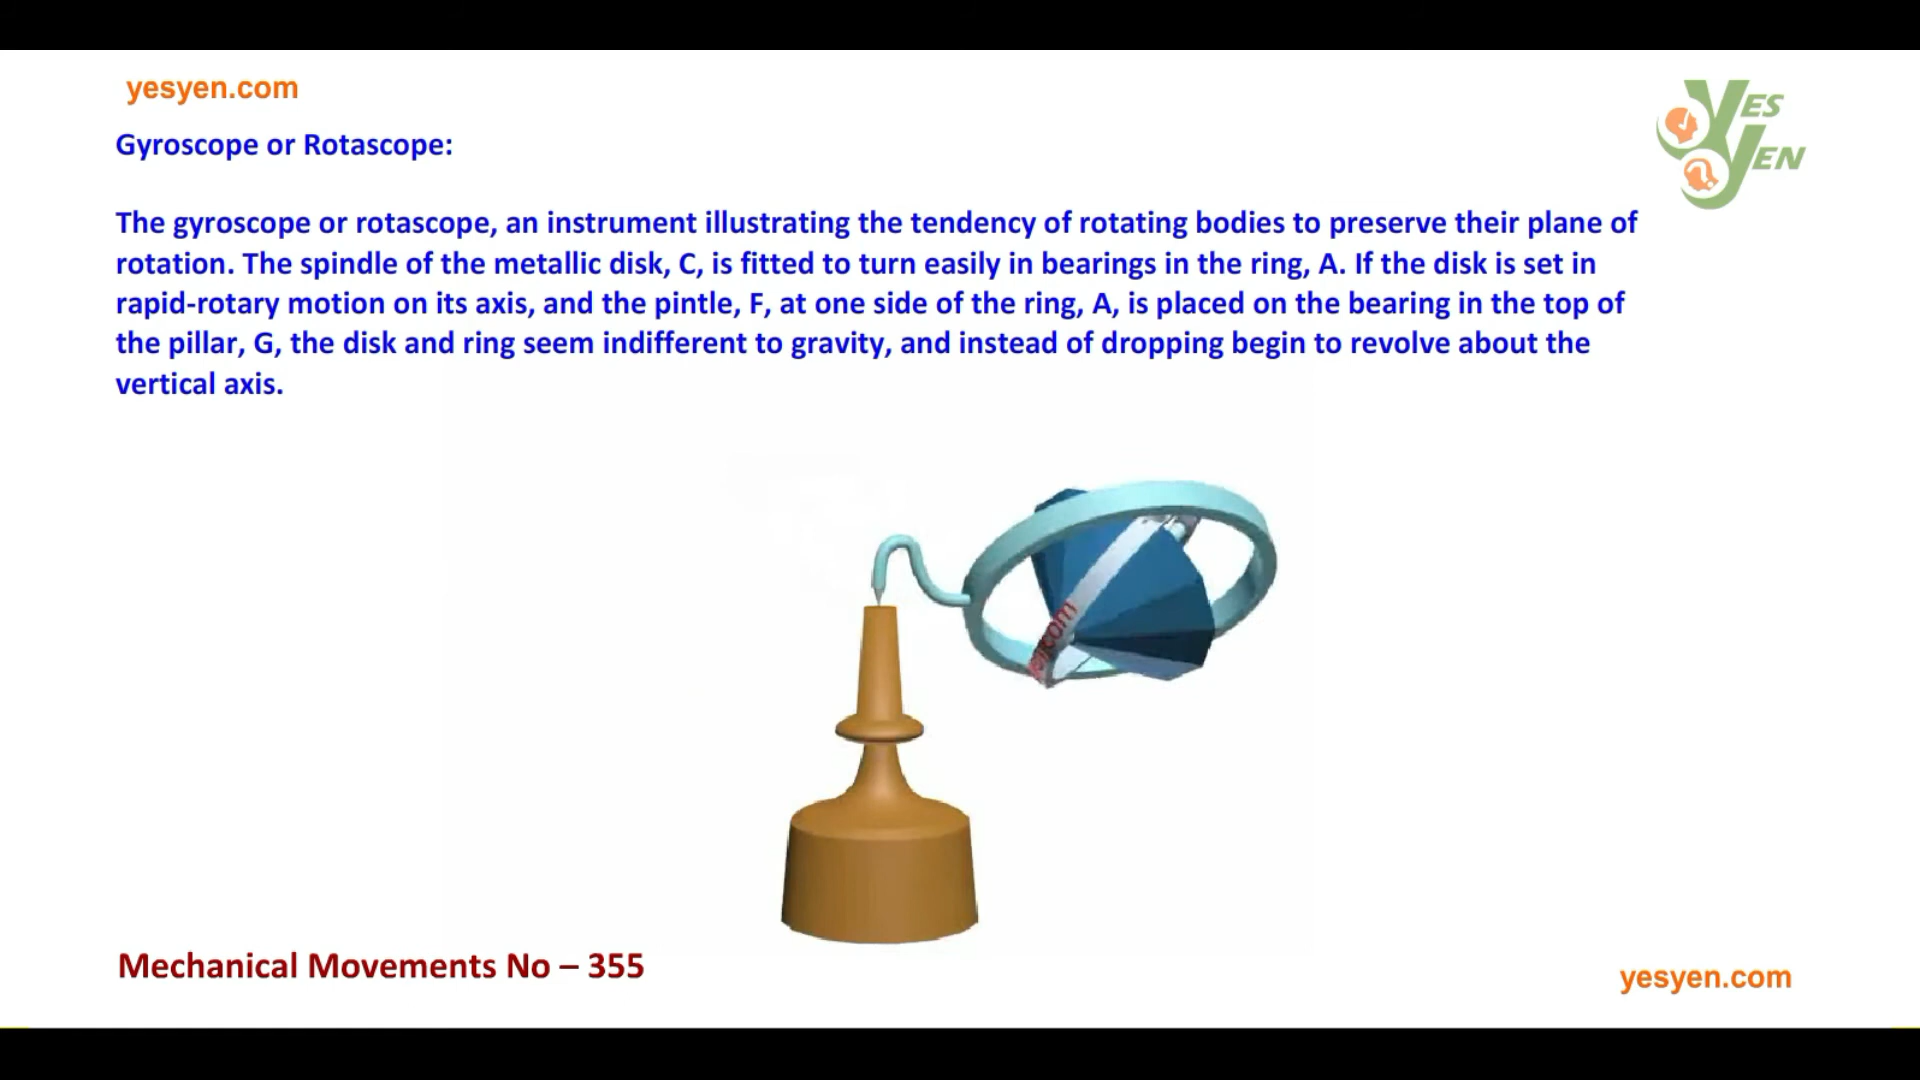 yesyen.com
YES
YEN
Gyroscope or Rotascope:
The gyroscope or rotascope, an instrument illustrating the tendency of rotating bodies to preserve their plane of
rotation. The spindle of the metallic disk, C, is fitted to turn easily in bearings in the ring, A. If the disk is set in
rapid-rotary motion on its axis, and the pintle, F, at one side of the ring, A, is placed on the bearing in the top of
the pillar, G, the disk and ring seem indifferent to gravity, and instead of dropping begin to revolve about the
vertical axis.
Mechanical Movements No – 355
yesyen.com